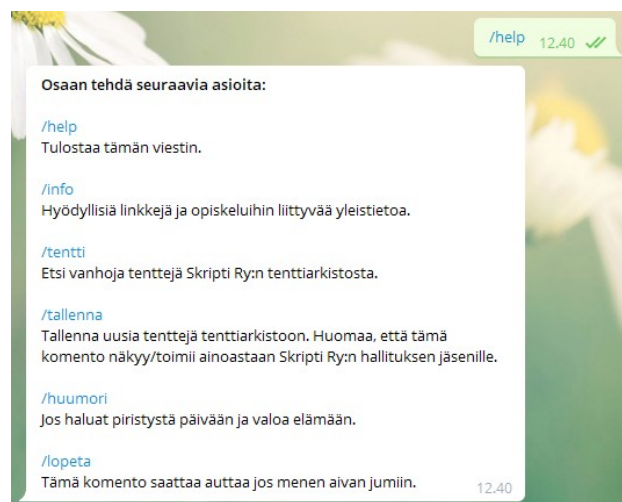 /help 12.40
Osaan tehdä seuraavia asioita:
/help
Tulostaa tämän viestin.
/info
Hyödyllisiä linkkejä ja opiskeluihin liittyvää yleistietoa.
/tentti
Etsi vanhoja tenttejä Skripti Ry:n tenttiarkistosta.
/tallenna
Tallenna uusia tenttejä tenttiarkistoon. Huomaa, että tämä
komento näkyy/toimii ainoastaan Skripti Ry:n hallituksen jäsenille.
/huumori
Jos haluat piristystä päivään ja valoa elämään.
/lopeta
Tämä komento saattaa auttaa jos menen aivan jumiin.
12.40